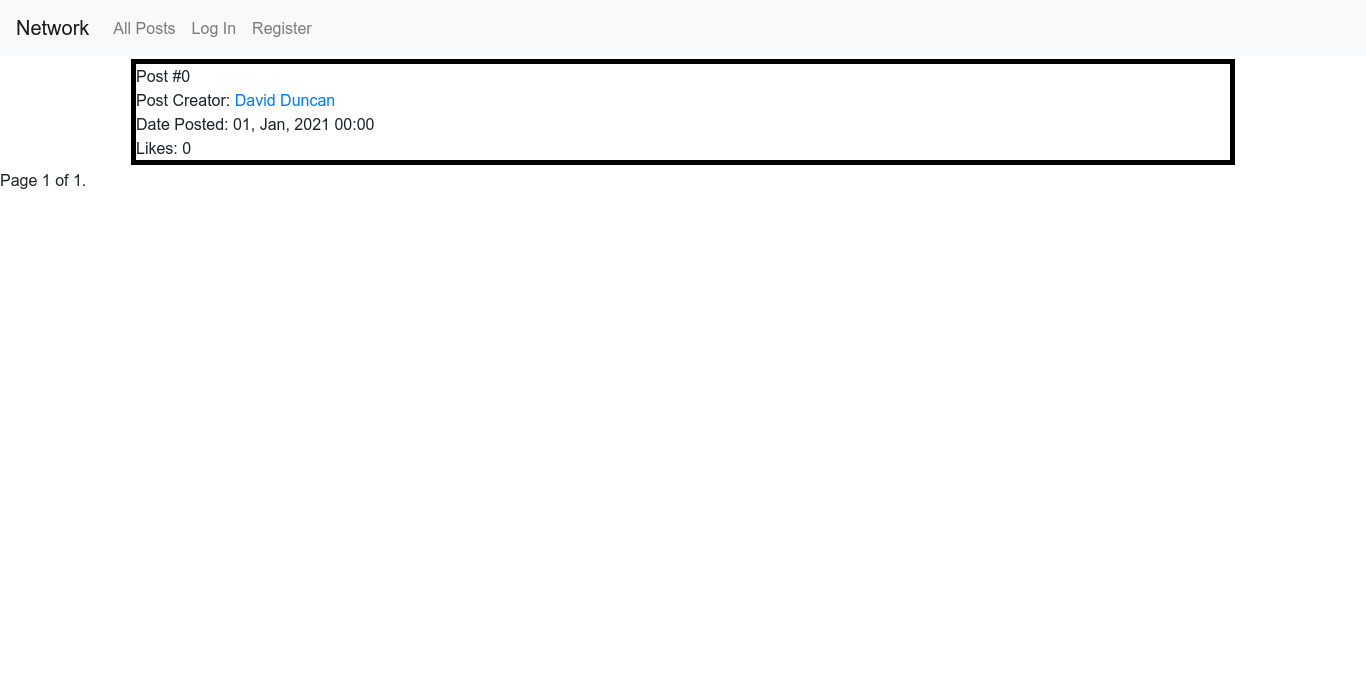 Network All Posts Log In Register
Post #0
Post Creator: David Duncan
Date Posted: 01, Jan, 2021 00:00
Likes: 0
Page 1 of 1.